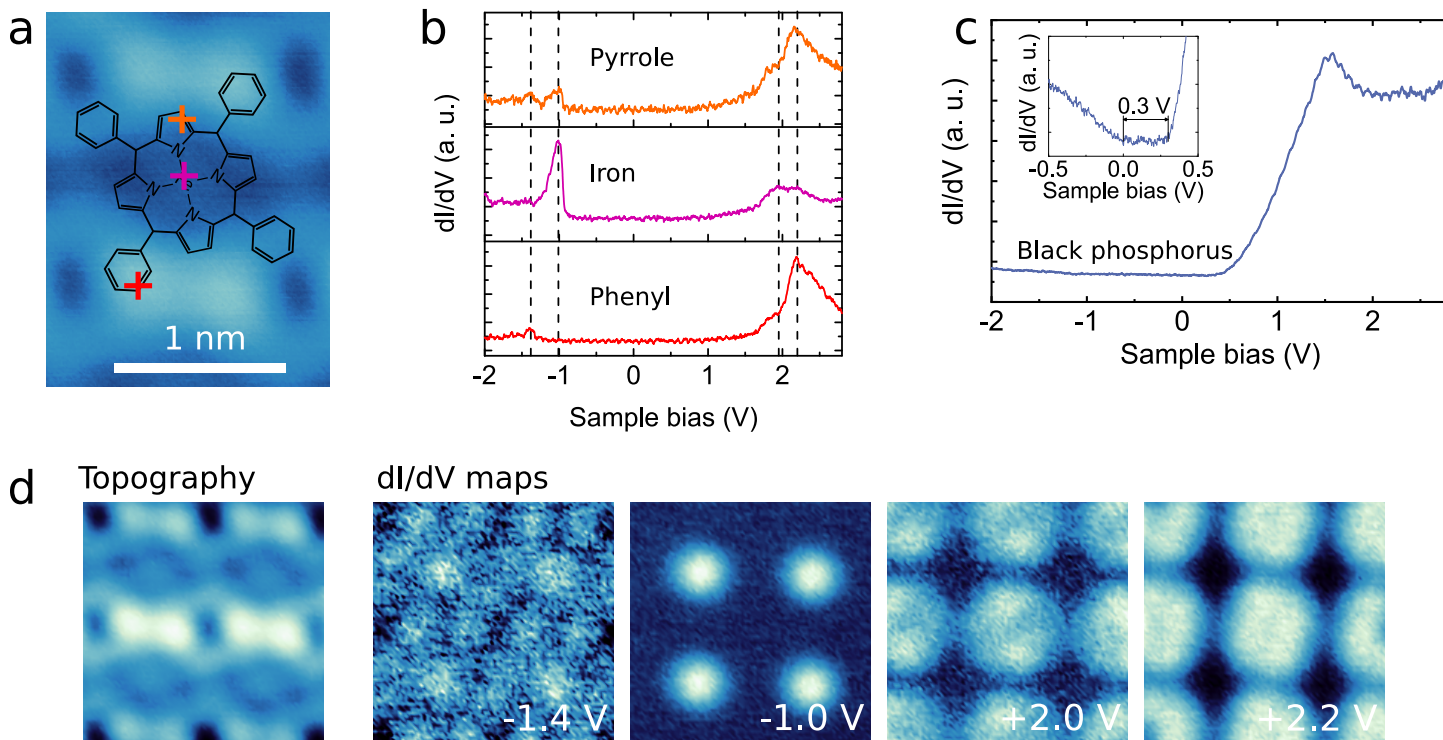 a
N
N
N
N
1 nm
b
dI/dV (a. u.)
Pyrrole
Iron
Phenyl
-2
-1
0
1
2
Sample bias (V)
c
dI/dV (a. u.)
dI/dV (a. u.)
0.3 V
-0.5
0.0
0.5
Sample bias (V)
Black phosphorus
-2
-1
0
1
2
Sample bias (V)
d
Topography
dI/dV maps
-1.4 V
-1.0 V
+2.0 V
+2.2 V